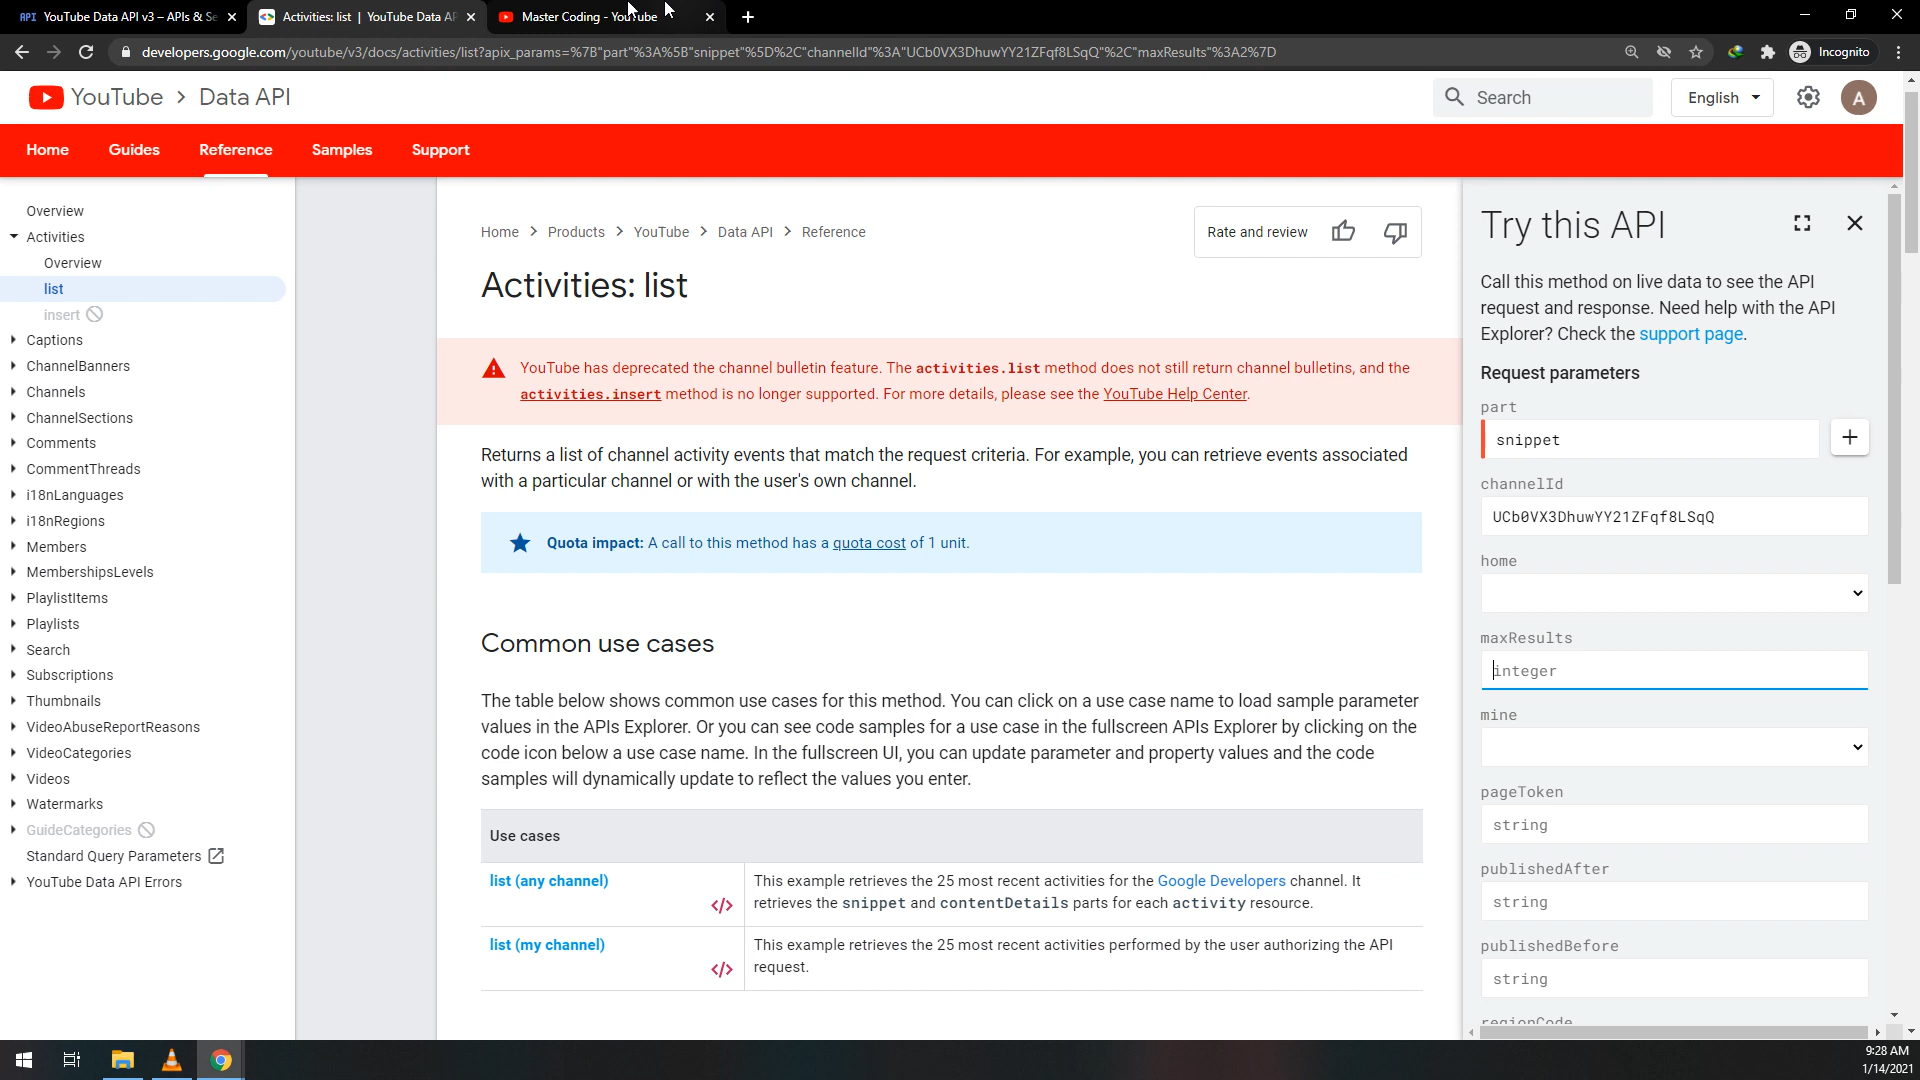 YouTube Data API v3 – APIs & Se
Activities: list | YouTube Data AP
Master Coding - YouTube
developers.google.com/youtube/v3/docs/activities/list?apix_params=%7B"part"%3A%5B"snippet"%5D%2C"channelId"%3A"UCb0VX3DhuwYY21ZFqf8LSqQ"%2C"maxResults"%3A2%7D
Incognito
YouTube > Data API
Search
English
A
Home
Guides
Reference
Samples
Support
Overview
Activities
Overview
list
insert
Captions
ChannelBanners
Channels
ChannelSections
Comments
CommentThreads
i18nLanguages
i18nRegions
Members
MembershipsLevels
PlaylistItems
Playlists
Search
Subscriptions
Thumbnails
VideoAbuseReportReasons
VideoCategories
Videos
Watermarks
GuideCategories
Standard Query Parameters
YouTube Data API Errors
Home > Products > YouTube > Data API > Reference
Rate and review
Activities: list
YouTube has deprecated the channel bulletin feature. The activities.list method does not still return channel bulletins, and the
activities.insert method is no longer supported. For more details, please see the YouTube Help Center.
Returns a list of channel activity events that match the request criteria. For example, you can retrieve events associated
with a particular channel or with the user's own channel.
Quota impact: A call to this method has a quota cost of 1 unit.
Common use cases
The table below shows common use cases for this method. You can click on a use case name to load sample parameter
values in the APIs Explorer. Or you can see code samples for a use case in the fullscreen APIs Explorer by clicking on the
code icon below a use case name. In the fullscreen UI, you can update parameter and property values and the code
samples will dynamically update to reflect the values you enter.
Use cases
list (any channel)
This example retrieves the 25 most recent activities for the Google Developers channel. It
retrieves the snippet and contentDetails parts for each activity resource.
list (my channel)
This example retrieves the 25 most recent activities performed by the user authorizing the API
request.
Try this API
Call this method on live data to see the API
request and response. Need help with the API
Explorer? Check the support page.
Request parameters
part
snippet
channelId
UCb0VX3DhuwYY21ZFqf8LSqQ
home
maxResults
integer
mine
pageToken
string
publishedAfter
string
publishedBefore
string
regionCode
9:28 AM
1/14/2021